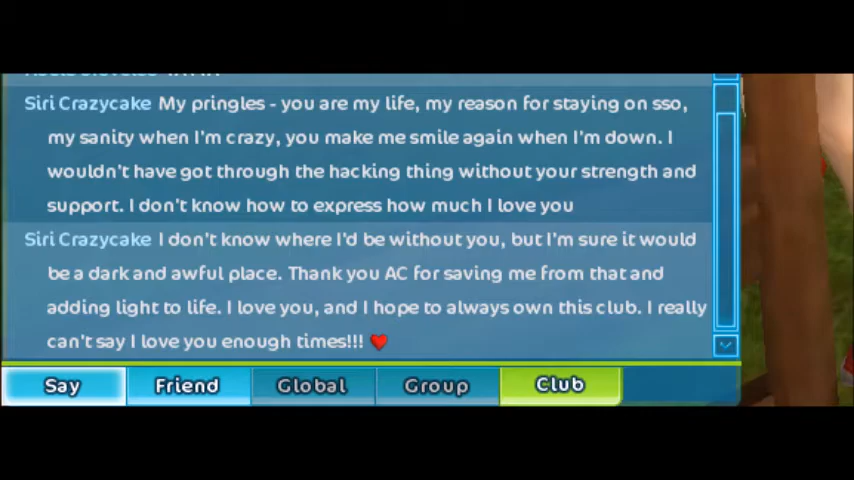 Siri Crazycake My pringles - you are my life, my reason for staying on sso,
my sanity when I'm crazy, you make me smile again when I'm down. I
wouldn't have got through the hacking thing without your strength and
support. I don't know how to express how much I love you
Siri Crazycake I don't know where I'd be without you, but I'm sure it would
be a dark and awful place. Thank you AC for saving me from that and
adding light to life. I love you, and I hope to always own this club. I really
can't say I love you enough times!!! ❤
Say Friend Global Group Club